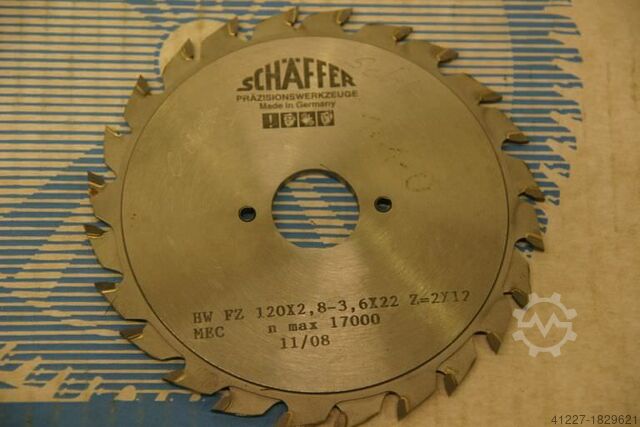 SCHÄFFER
PRÄZISIONSWERKZEUGE
Made in Germany
HW FZ 120X2,8-3,6X22 Z=2X12
MEC n max 17000
11/08
41227-1829621